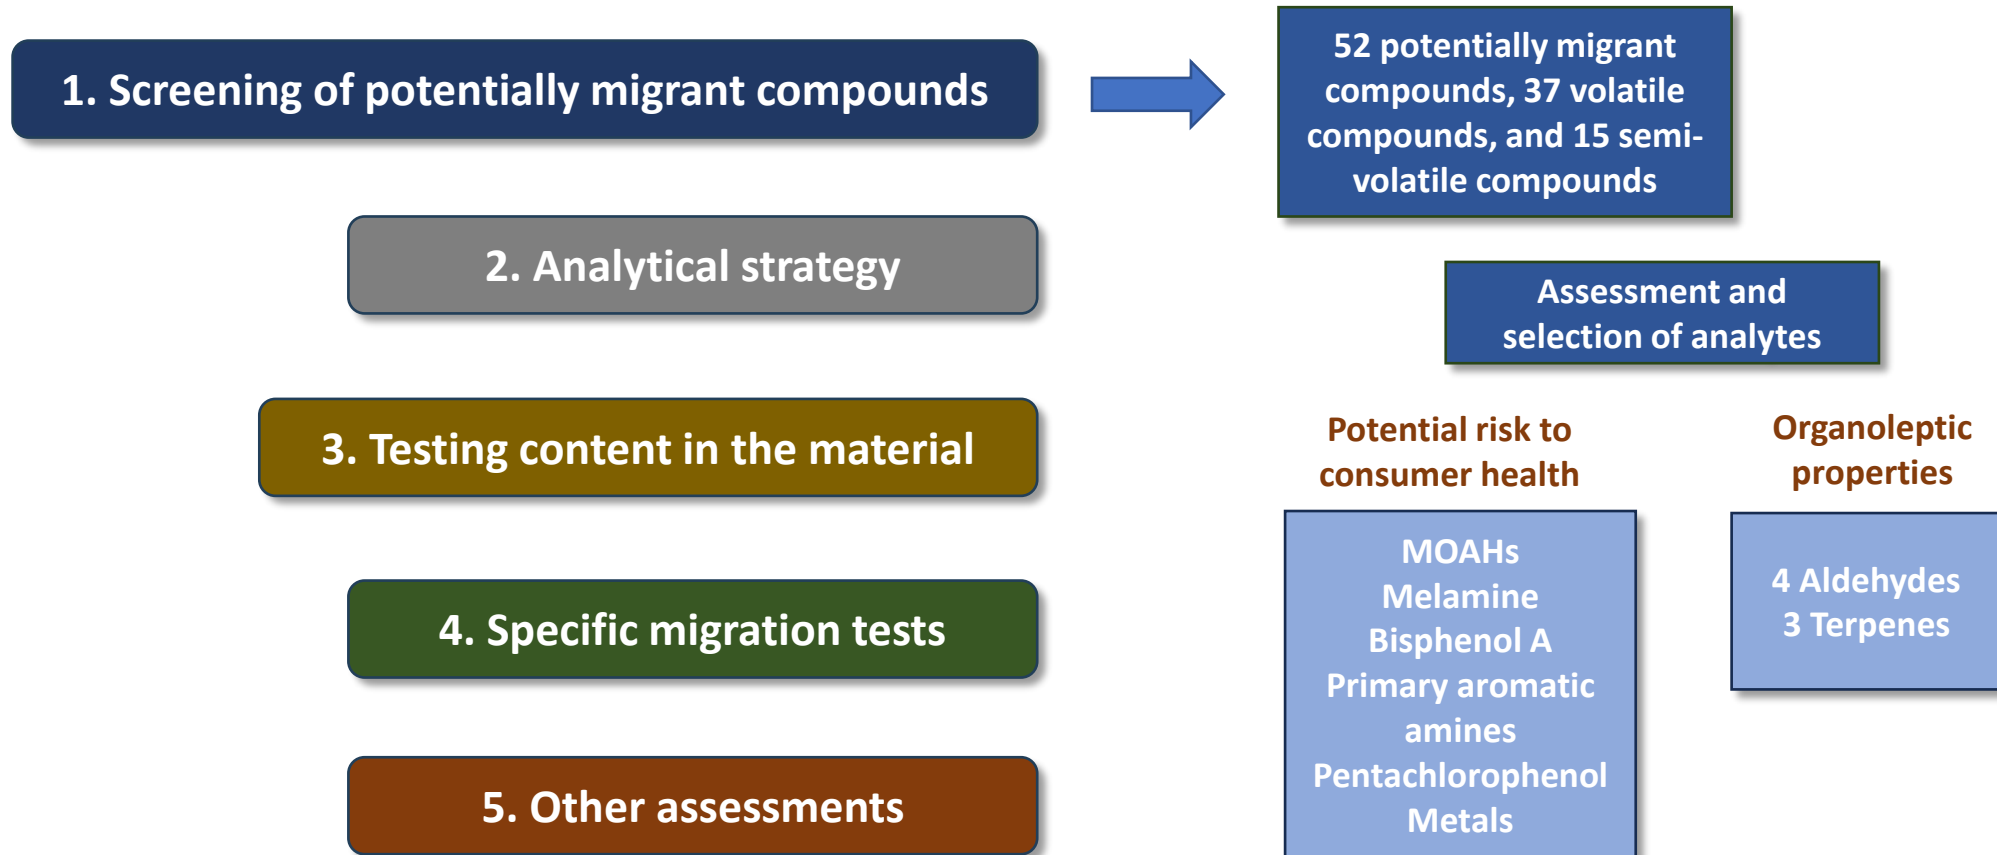 1. Screening of potentially migrant compounds
52 potentially migrant
compounds, 37 volatile
compounds, and 15 semi-
volatile compounds
2. Analytical strategy
Assessment and
selection of analytes
3. Testing content in the material
Potential risk to
consumer health
Organoleptic
properties
4. Specific migration tests
MOAHs
Melamine
Bisphenol A
Primary aromatic
amines
Pentachlorophenol
Metals
4 Aldehydes
3 Terpenes
5. Other assessments